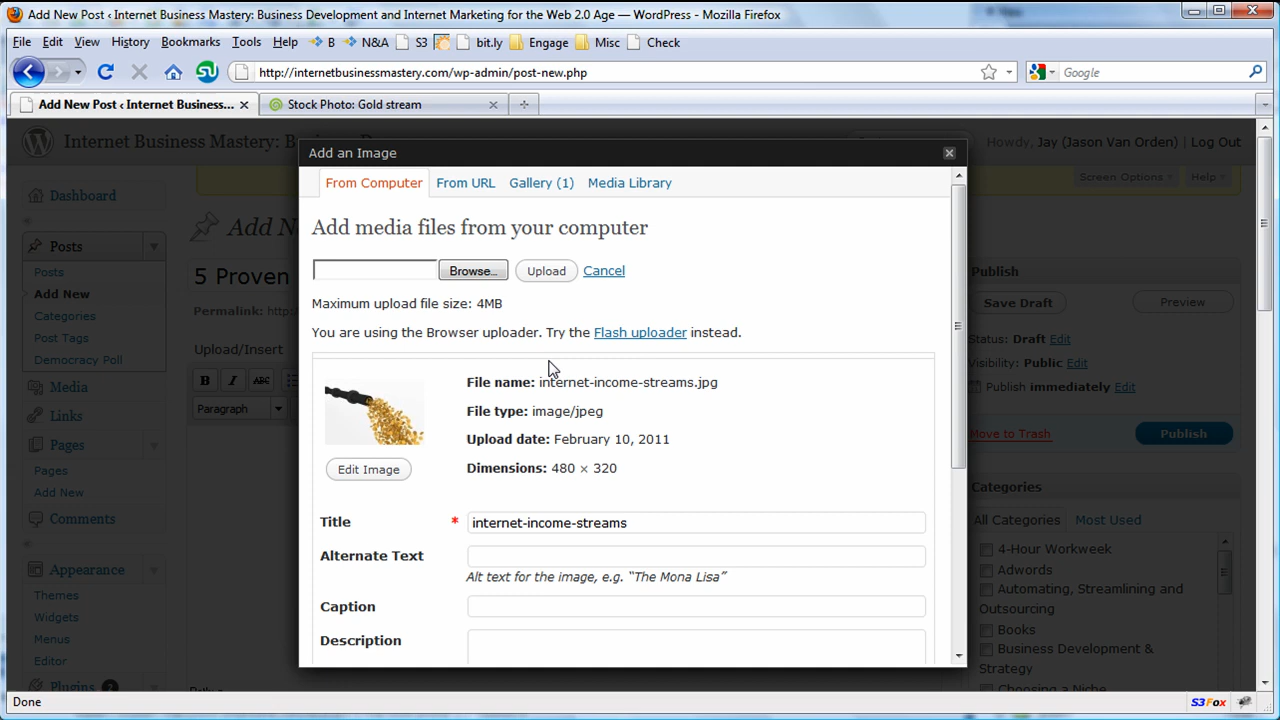 Add New Post ‹ Internet Business Mastery: Business Development and Internet Marketing for the Web 2.0 Age — WordPress - Mozilla Firefox
File Edit View History Bookmarks Tools Help B N&A S3 bit.ly Engage Misc Check
http://internetbusinessmastery.com/wp-admin/post-new.php
Google
Add New Post ‹ Internet Business...
Stock Photo: Gold stream
Internet Business Mastery: Bus
Howdy, Jay (Jason Van Orden) | Log Out
Screen Options
Help
Dashboard
Posts
Posts
Add New
Categories
Post Tags
Democracy Poll
Media
Links
Pages
Pages
Add New
Comments
Appearance
Themes
Widgets
Menus
Editor
Plugins 2
Add N
5 Proven
Permalink: http:
Upload/Insert
B I ABC
Paragraph
Add an Image
From Computer From URL Gallery (1) Media Library
Add media files from your computer
Browse... Upload Cancel
Maximum upload file size: 4MB
You are using the Browser uploader. Try the Flash uploader instead.
File name: internet-income-streams.jpg
File type: image/jpeg
Upload date: February 10, 2011
Dimensions: 480 × 320
Edit Image
Title * internet-income-streams
Alternate Text
Alt text for the image, e.g. “The Mona Lisa”
Caption
Description
Publish
Save Draft Preview
Status: Draft Edit
Visibility: Public Edit
Publish immediately Edit
Move to Trash Publish
Categories
All Categories Most Used
4-Hour Workweek
Adwords
Automating, Streamlining and
Outsourcing
Books
Business Development &
Strategy
Choosing a Niche
Done
S3Fox